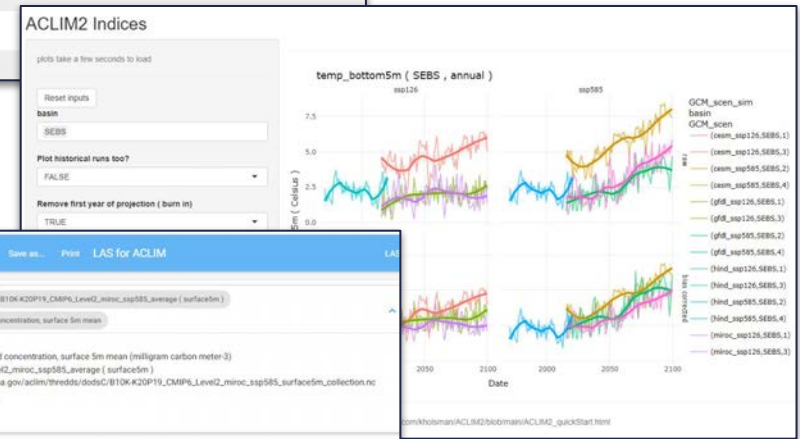 ACLIM2 Indices
plots take a few seconds to load
Reset inputs
basin
SEBS
Plot historical runs too?
FALSE
Remove first year of projection ( burn in)
TRUE
temp_bottom5m ( SEBS , annual )
ssp126
ssp585
7.5
5.0
2.5
0.0
5m ( Celsius )
raw
bias corrected
2050
2100
2000
2050
2100
Date
GCM_scen_sim
basin
GCM_scen
(cesm_ssp126,SEBS,1)
(cesm_ssp126,SEBS,3)
(cesm_ssp585,SEBS,2)
(cesm_ssp585,SEBS,4)
(gfdl_ssp126,SEBS,1)
(gfdl_ssp126,SEBS,3)
(gfdl_ssp585,SEBS,2)
(gfdl_ssp585,SEBS,4)
(hind_ssp126,SEBS,1)
(hind_ssp126,SEBS,3)
(hind_ssp585,SEBS,2)
(hind_ssp585,SEBS,4)
(miroc_ssp126,SEBS,1)
(miroc_ssp126,SEBS,3)
com/kholsman/ACLIM2/blob/main/ACLIM2_quickStart.html
Save as... Print LAS for ACLIM LAS
B10K-K20P19_CMIP6_Level2_miroc_ssp585_average ( surface5m )
concentration, surface 5m mean
concentration, surface 5m mean (milligram carbon meter-3)
l2_miroc_ssp585_average ( surface5m )
a.gov/aclim/thredds/dodsC/B10K-K20P19_CMIP6_Level2_miroc_ssp585_surface5m_collection.nc